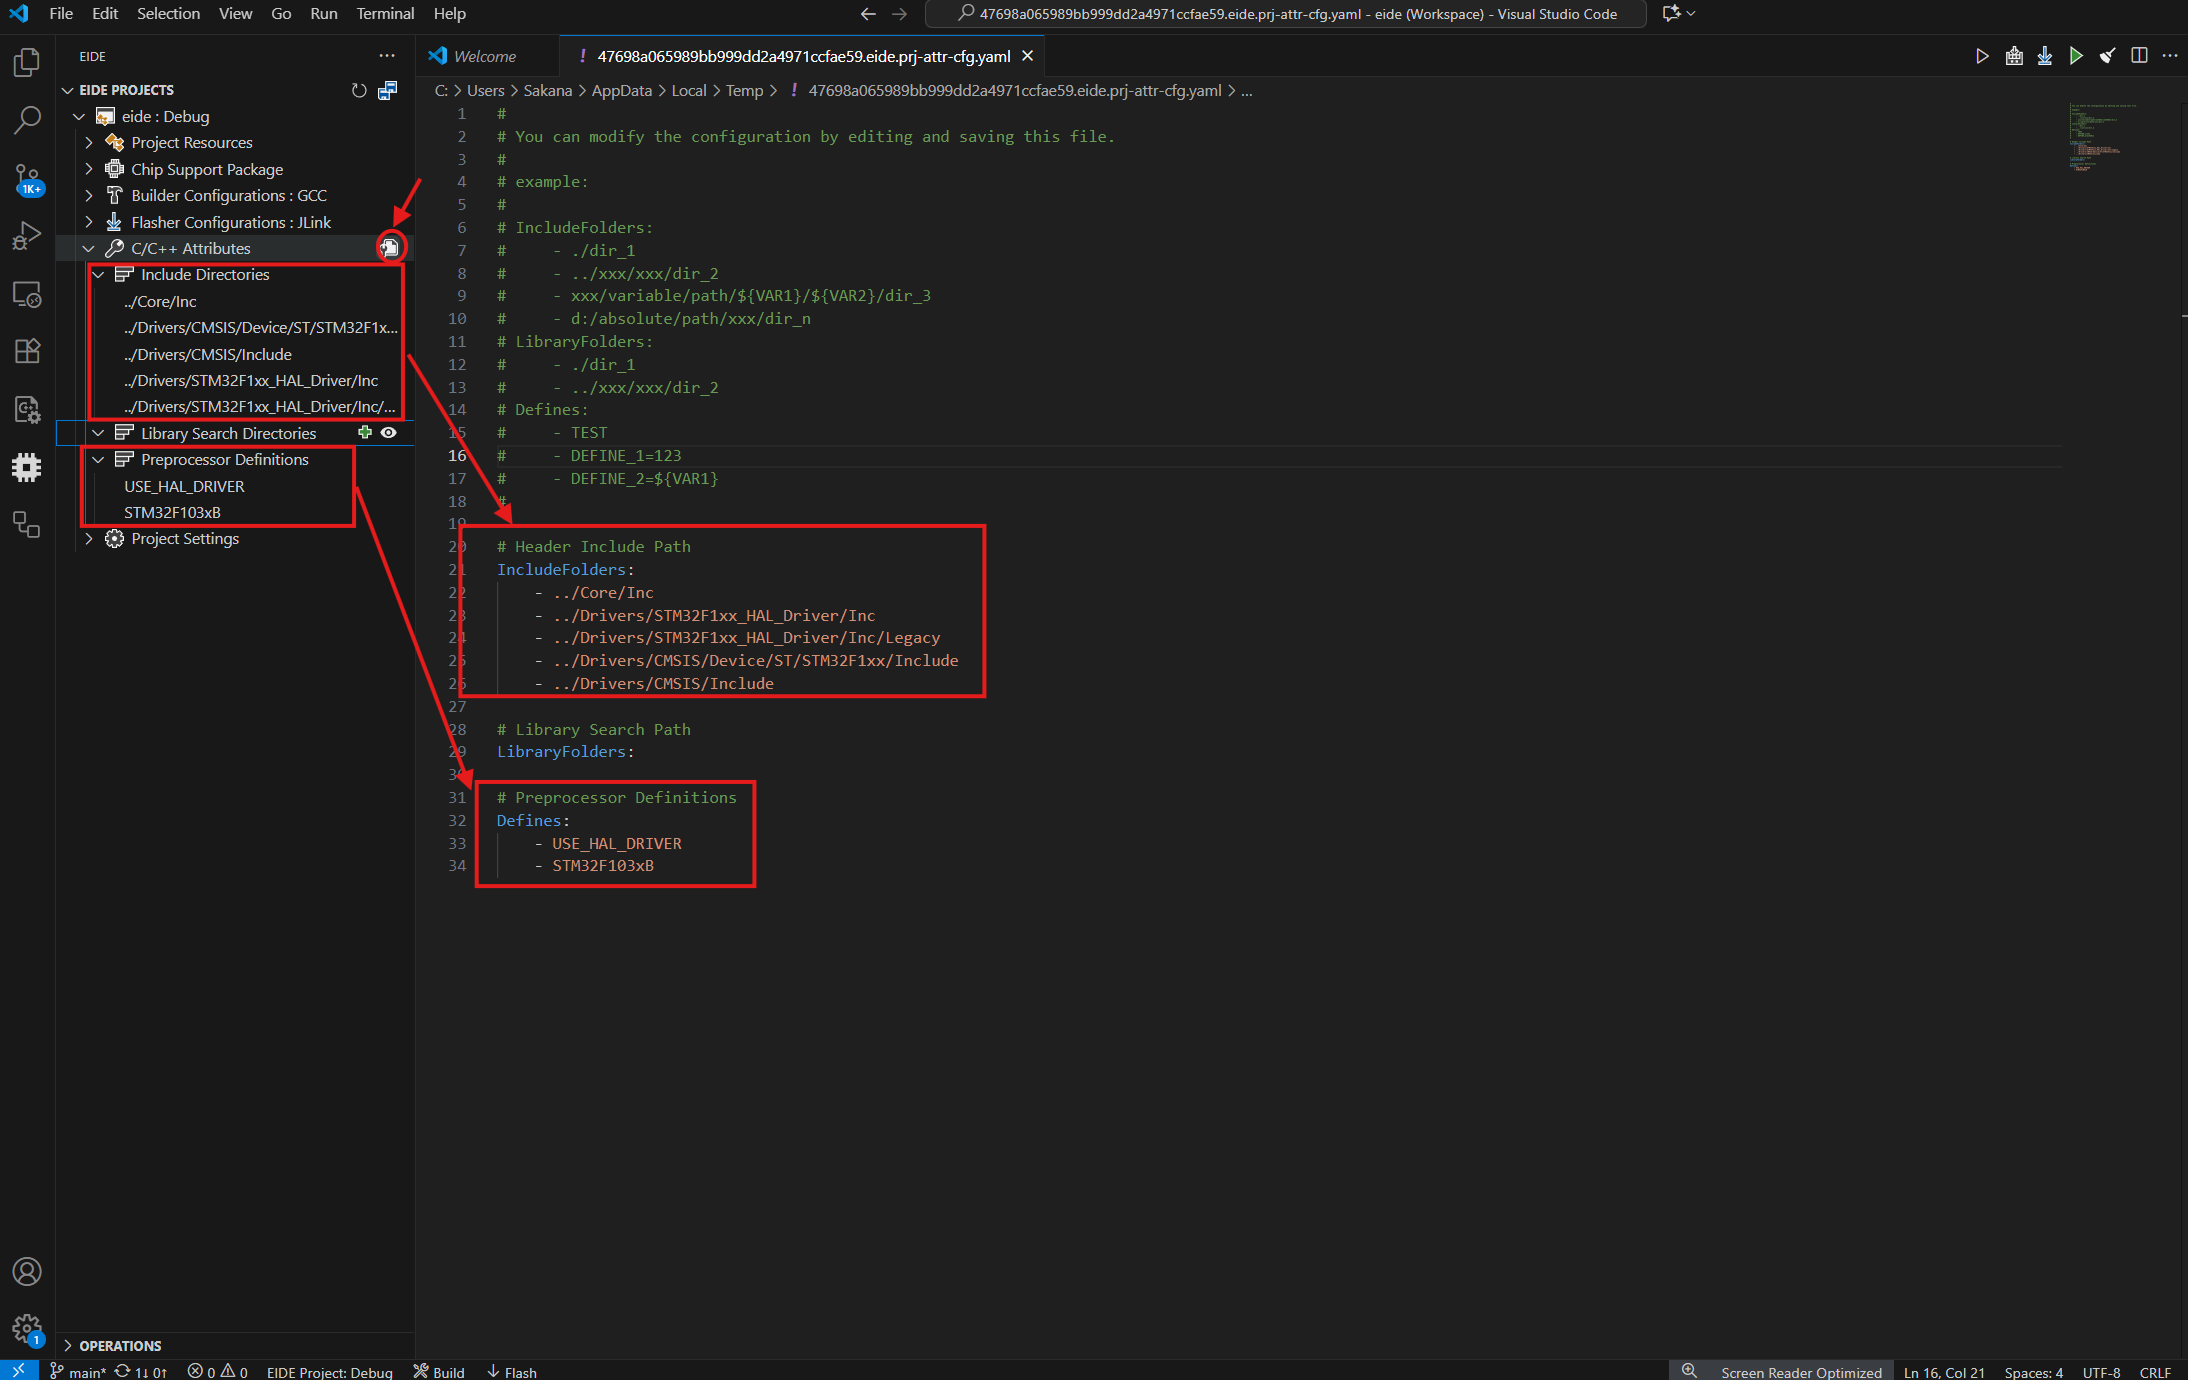 File Edit Selection View Go Run Terminal Help
47698a065989bb999dd2a4971ccfae59.eide.prj-attr-cfg.yaml - eide (Workspace) - Visual Studio Code
EIDE
EIDE PROJECTS
eide : Debug
Project Resources
Chip Support Package
Builder Configurations : GCC
Flasher Configurations : JLink
C/C++ Attributes
Include Directories
../Core/Inc
../Drivers/CMSIS/Device/ST/STM32F1x...
../Drivers/CMSIS/Include
../Drivers/STM32F1xx_HAL_Driver/Inc
../Drivers/STM32F1xx_HAL_Driver/Inc/...
Library Search Directories
Preprocessor Definitions
USE_HAL_DRIVER
STM32F103xB
Project Settings
OPERATIONS
1K+
1
Welcome
! 47698a065989bb999dd2a4971ccfae59.eide.prj-attr-cfg.yaml
C: > Users > Sakana > AppData > Local > Temp > ! 47698a065989bb999dd2a4971ccfae59.eide.prj-attr-cfg.yaml > ...
1 #
2 # You can modify the configuration by editing and saving this file.
3 #
4 # example:
5 #
6 # IncludeFolders:
7 #     - ./dir_1
8 #     - ../xxx/xxx/dir_2
9 #     - xxx/variable/path/${VAR1}/${VAR2}/dir_3
10 #     - d:/absolute/path/xxx/dir_n
11 # LibraryFolders:
12 #     - ./dir_1
13 #     - ../xxx/xxx/dir_2
14 # Defines:
15 #     - TEST
16 #     - DEFINE_1=123
17 #     - DEFINE_2=${VAR1}
18 #
19
20 # Header Include Path
21 IncludeFolders:
22     - ../Core/Inc
23     - ../Drivers/STM32F1xx_HAL_Driver/Inc
24     - ../Drivers/STM32F1xx_HAL_Driver/Inc/Legacy
25     - ../Drivers/CMSIS/Device/ST/STM32F1xx/Include
26     - ../Drivers/CMSIS/Include
27
28 # Library Search Path
29 LibraryFolders:
30
31 # Preprocessor Definitions
32 Defines:
33     - USE_HAL_DRIVER
34     - STM32F103xB
main* 1↓ 0↑ 0 0 EIDE Project: Debug Build Flash
Screen Reader Optimized Ln 16, Col 21 Spaces: 4 UTF-8 CRLF